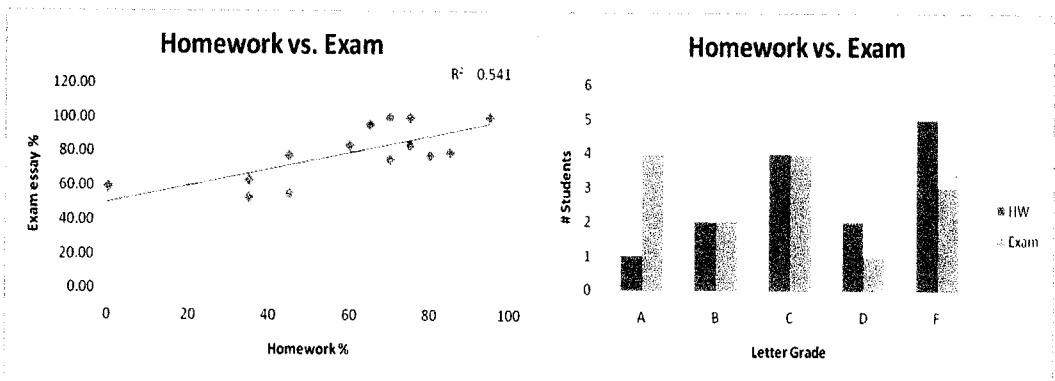 Homework vs. Exam
R² 0.541
120.00
100.00
80.00
60.00
40.00
20.00
0.00
Exam essay %
0 20 40 60 80 100
Homework %
Homework vs. Exam
6
5
4
3
2
1
0
# Students
A B C D F
Letter Grade
HW
Exam